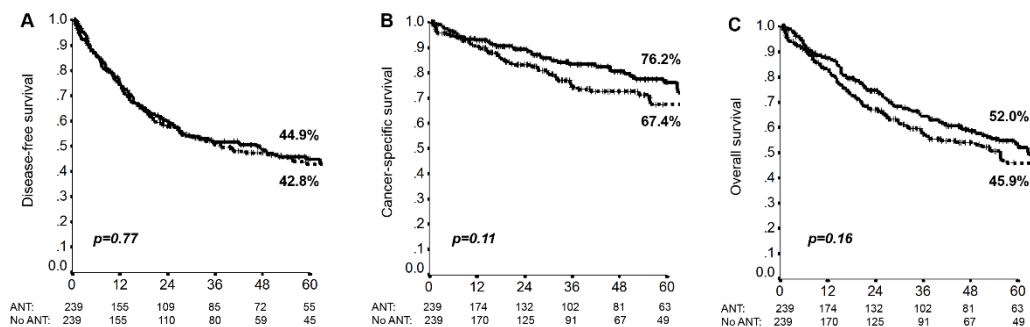 A
Disease-free survival
1.0
.9
.8
.7
.6
.5
.4
.3
.2
.1
0.0
44.9%
42.8%
p=0.77
0 12 24 36 48 60
ANT: 239 155 109 85 72 55
No ANT: 239 155 110 80 59 45
B
Cancer-specific survival
1.0
.9
.8
.7
.6
.5
.4
.3
.2
.1
0.0
76.2%
67.4%
p=0.11
0 12 24 36 48 60
ANT: 239 174 132 102 81 63
No ANT: 239 170 125 91 67 49
C
Overall survival
1.0
.9
.8
.7
.6
.5
.4
.3
.2
.1
0.0
52.0%
45.9%
p=0.16
0 12 24 36 48 60
ANT: 239 174 132 102 81 63
No ANT: 239 170 125 91 67 49